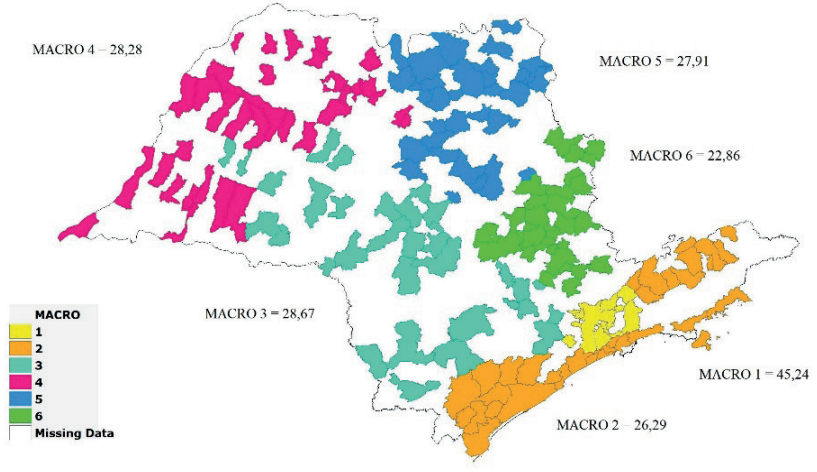 MACRO 4 – 28,28
MACRO 5 = 27,91
MACRO 6 = 22,86
MACRO 3 = 28,67
MACRO 1 = 45,24
MACRO 2 – 26,29
MACRO
1
2
3
4
5
6
Missing Data